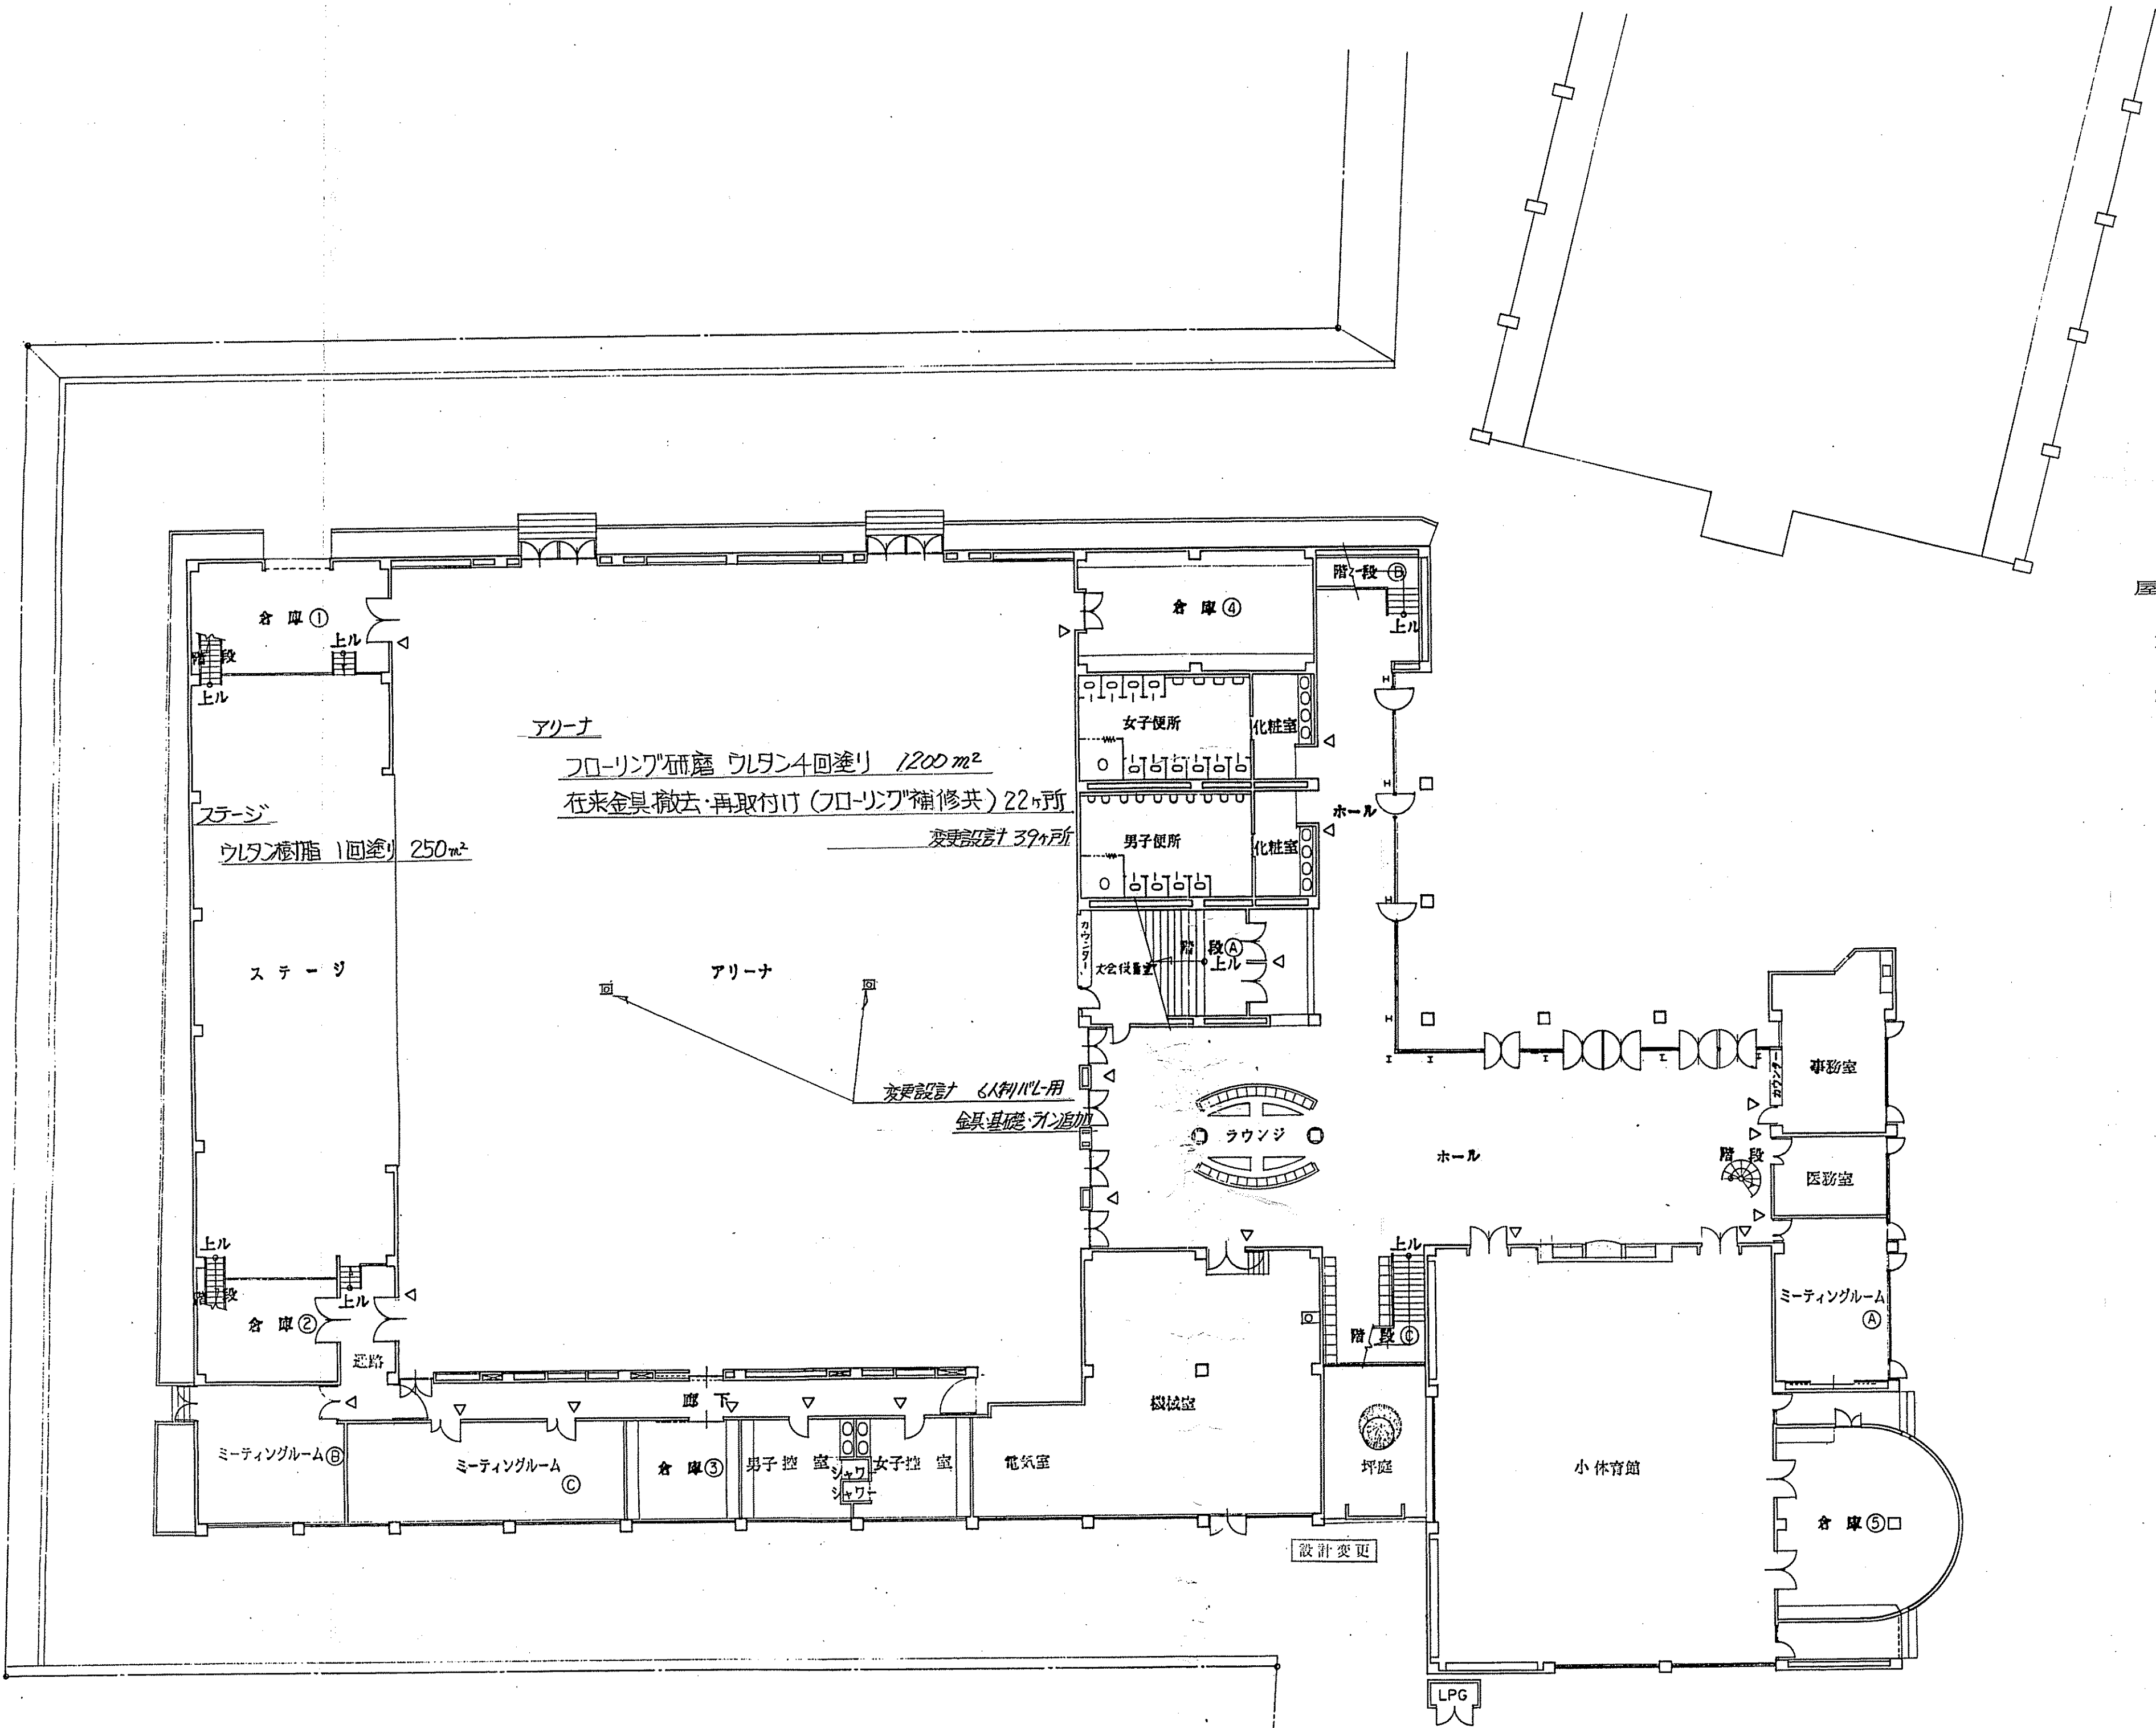 階段Ⓑ
屋
倉庫①
上ル
階段
上ル
倉庫④
上ル
女子便所
化粧室
アリーナ
フローリング研磨 ウレタン4回塗り 1200m²
在来金具撤去・再取付け(フローリング補修共)22ヶ所
変更設計 39ヶ所
ステージ
ウレタン樹脂 1回塗り 250m²
ホール
男子便所
化粧室
カウンター
階段Ⓐ
上ル
ステージ
アリーナ
変更設計 6人制バレー用
金具・基礎・ライン追加
ラウンジ
ホール
事務室
カウンター
階段
医務室
上ル
階段
上ル
倉庫②
通路
上ル
階段Ⓒ
ミーティングルーム
Ⓐ
廊下
機械室
ミーティングルームⒷ
ミーティングルーム
Ⓒ
倉庫③
男子控室
シャワー
シャワー
女子控室
電気室
坪庭
小体育館
倉庫⑤
設計変更
LPG